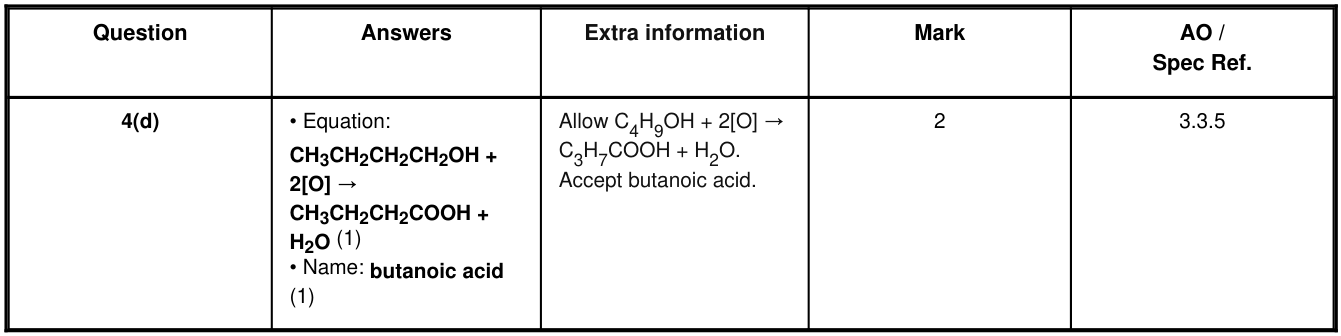 Question Answers Extra information Mark AO /
Spec Ref.
4(d)
• Equation:
CH₃CH₂CH₂CH₂OH +
2[O] →
CH₃CH₂CH₂COOH +
H₂O (1)
• Name: butanoic acid
(1)
Allow C₄H₉OH + 2[O] →
C₃H₇COOH + H₂O.
Accept butanoic acid.
2
3.3.5